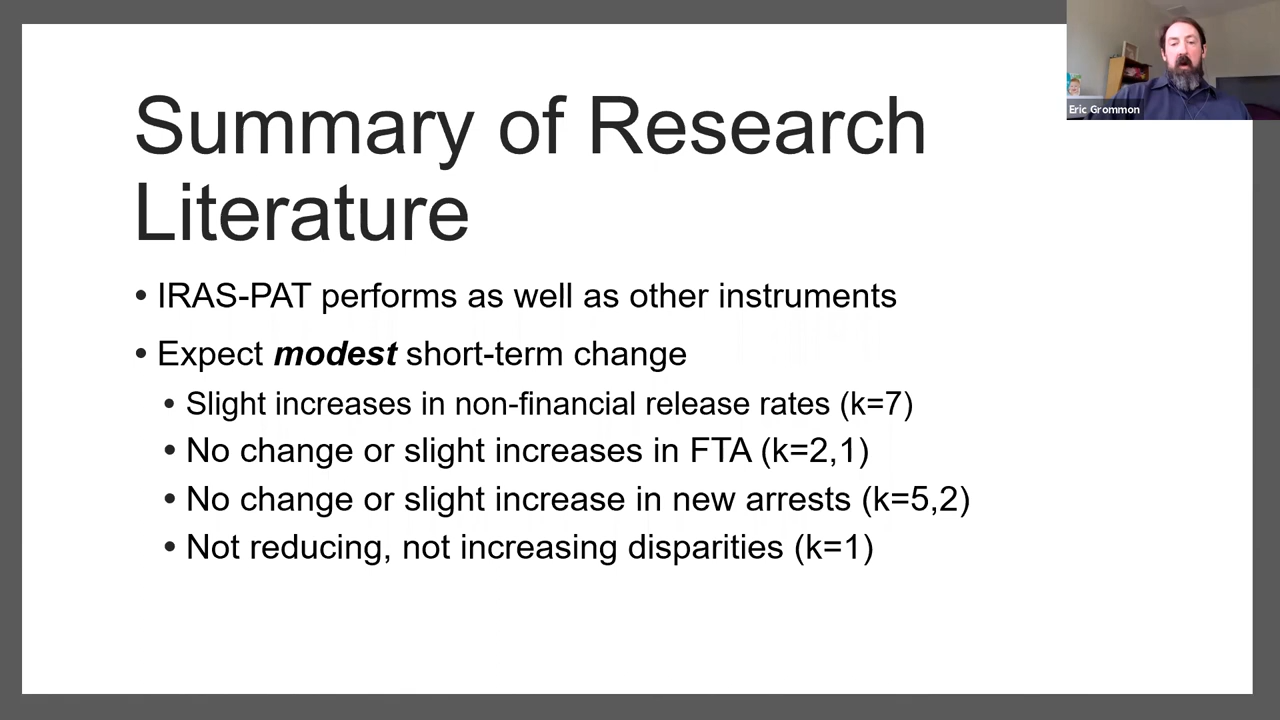 Summary of Research
Literature
• IRAS-PAT performs as well as other instruments
• Expect modest short-term change
• Slight increases in non-financial release rates (k=7)
• No change or slight increases in FTA (k=2,1)
• No change or slight increase in new arrests (k=5,2)
• Not reducing, not increasing disparities (k=1)
Eric Grommon